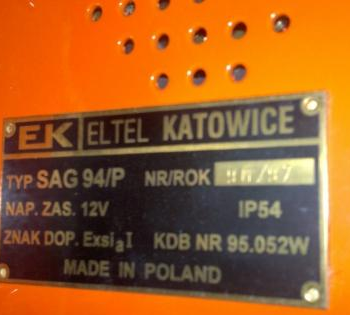 EK ELTEL KATOWICE
TYP SAG 94/P NR/ROK
NAP. ZAS. 12V IP54
ZNAK DOP. ExsiaI KDB NR 95.052W
MADE IN POLAND